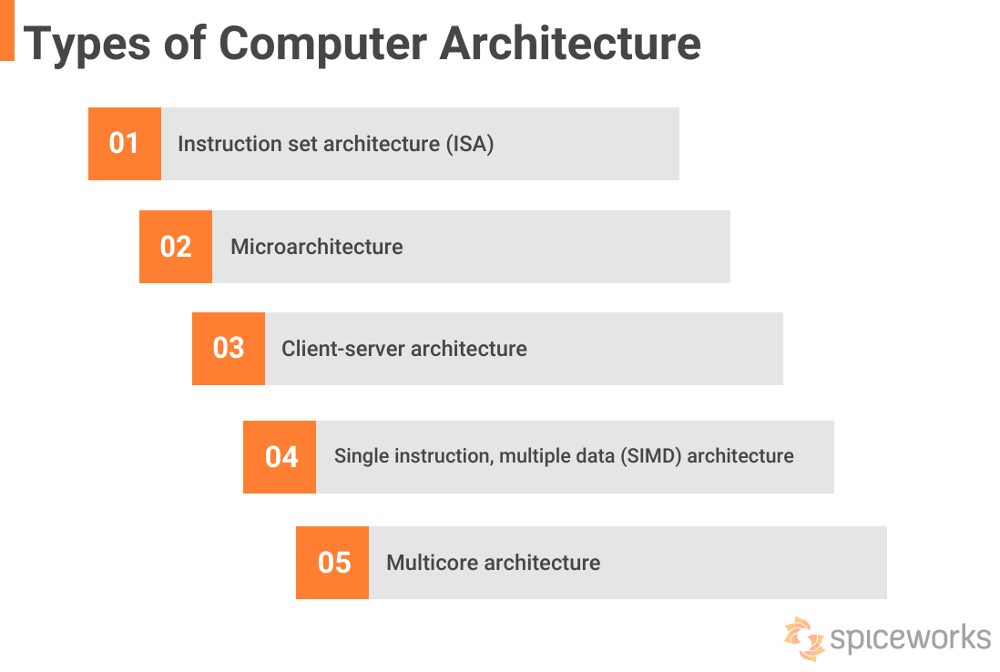 Types of Computer Architecture
01
Instruction set architecture (ISA)
02
Microarchitecture
03
Client-server architecture
04
Single instruction, multiple data (SIMD) architecture
05
Multicore architecture
spiceworks